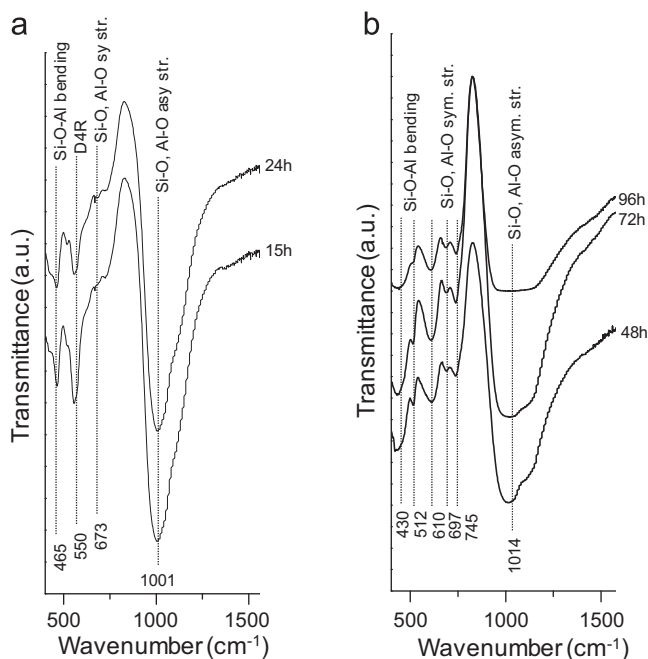 a
Si-O-Al bending
D4R
Si-O, Al-O sy str.
Si-O, Al-O asy str.
24h
15h
465
550
673
1001
Transmittance (a.u.)
500
1000
1500
Wavenumber (cm⁻¹)
b
Si-O-Al bending
Si-O, Al-O sym. str.
Si-O, Al-O asym. str.
96h
72h
48h
430
512
610
697
745
1014
Transmittance (a.u.)
500
1000
1500
Wavenumber (cm⁻¹)